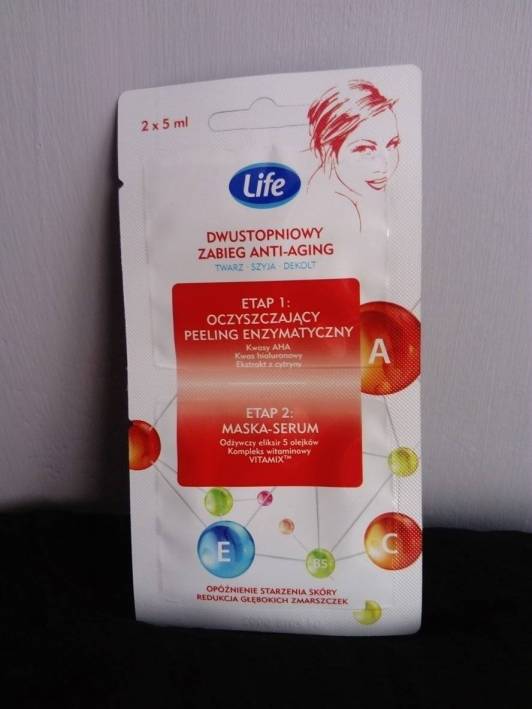 2 x 5 ml
Life
DWUSTOPNIOWY
ZABIEG ANTI-AGING
TWARZ · SZYJA · DEKOLT
ETAP 1:
OCZYSZCZAJĄCY
PEELING ENZYMATYCZNY
Kwasy AHA
Kwas hialuronowy
Ekstrakt z cytryny
A
ETAP 2:
MASKA-SERUM
Odżywczy eliksir 5 olejków
Kompleks witaminowy
VITAMIX™
E
B5
C
OPÓŹNIENIE STARZENIA SKÓRY
REDUKCJA GŁĘBOKICH ZMARSZCZEK